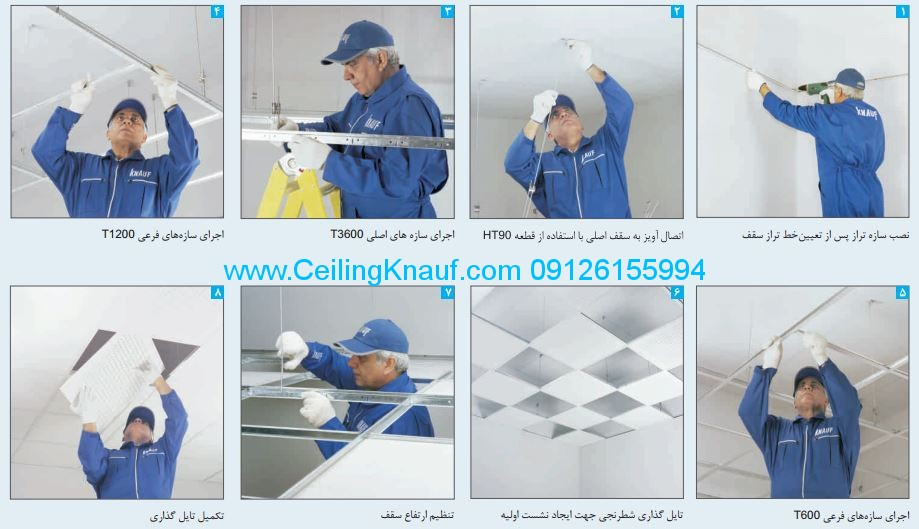 ۱
۲
۳
۴
KNAUF
KNAUF
KNAUF
KNAUF
نصب سازه تراز پس از تعیین خط تراز سقف
اتصال آویز به سقف اصلی با استفاده از قطعه HT90
اجرای سازه های اصلی T3600
اجرای سازه‌های فرعی T1200
www.CeilingKnauf.com 09126155994
۵
۶
۷
۸
KNAUF
KNAUF
KNAUF
اجرای سازه‌های فرعی T600
تایل گذاری شطرنجی جهت ایجاد نشست اولیه
تنظیم ارتفاع سقف
تکمیل تایل گذاری